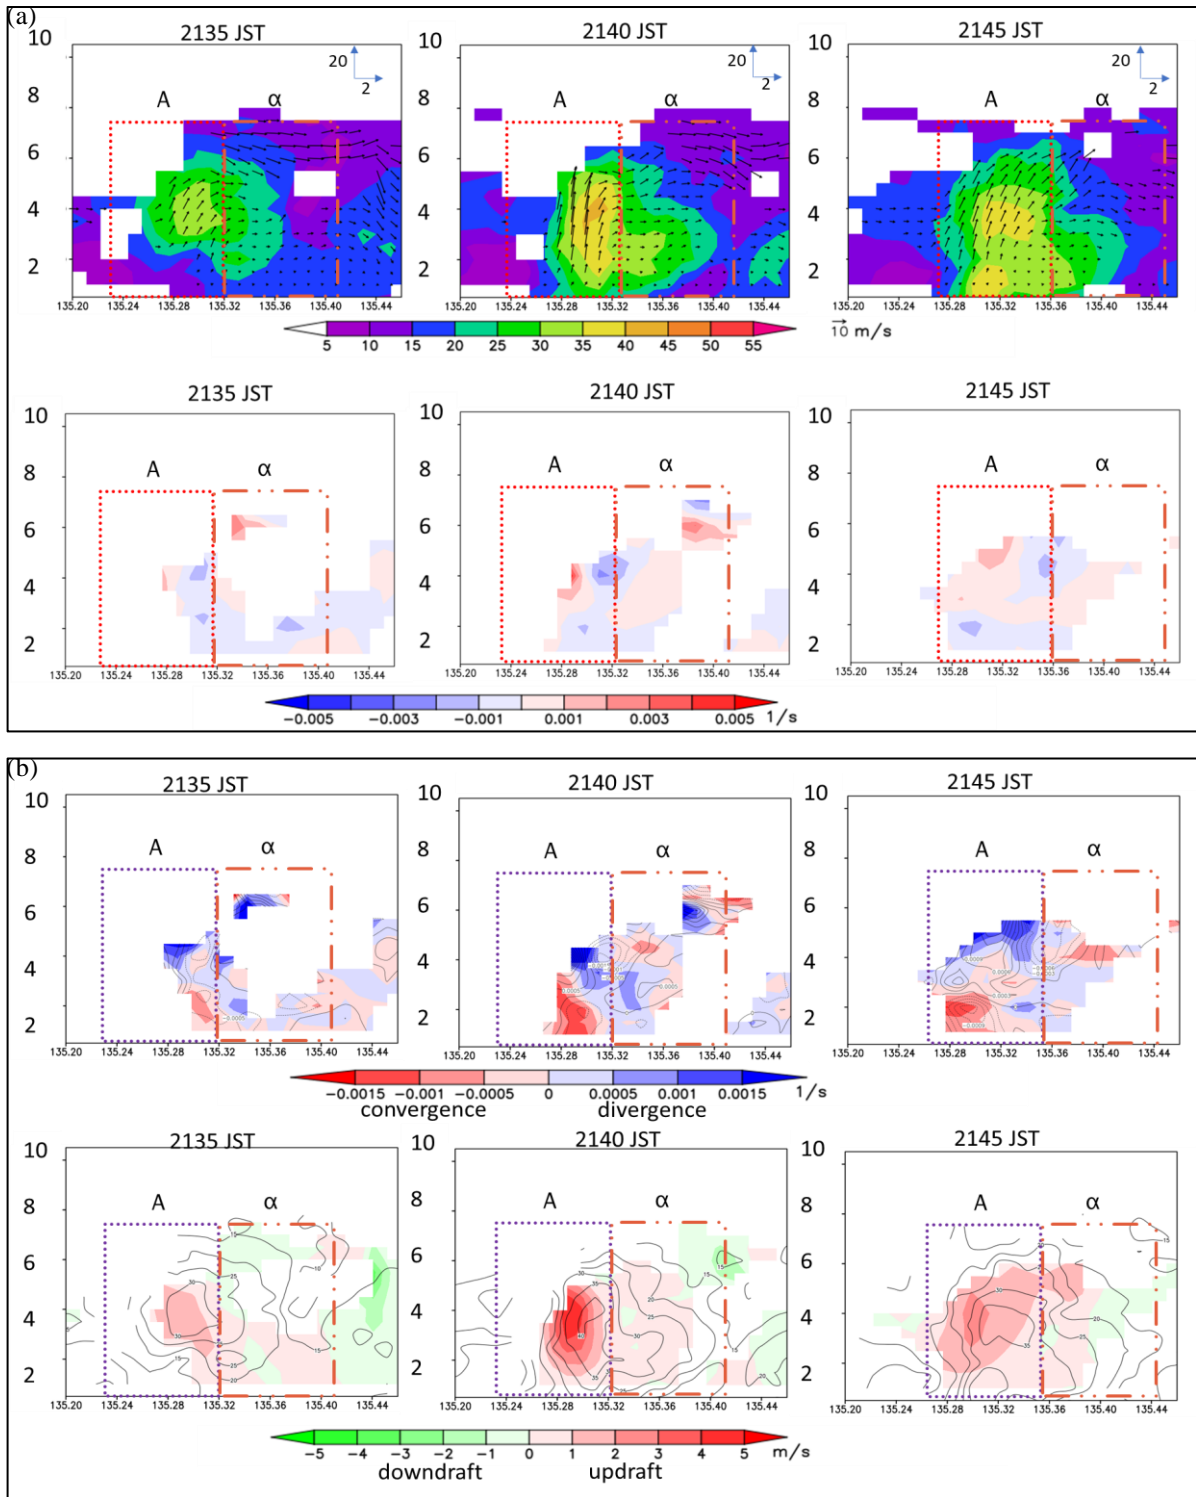 (a)
2135 JST 2140 JST 2145 JST
10 10 10
20 20 20
2 2 2
8 A α 8 A α 8 A α
6 6 6
4 4 4
2 2 2
135.20 135.24 135.28 135.32 135.36 135.40 135.44 135.20 135.24 135.28 135.32 135.36 135.40 135.44 135.20 135.24 135.28 135.32 135.36 135.40 135.44
5 10 15 20 25 30 35 40 45 50 55 10 m/s
2135 JST 2140 JST 2145 JST
10 10 10
8 A α 8 A α 8 A α
6 6 6
4 4 4
2 2 2
135.20 135.24 135.28 135.32 135.36 135.40 135.44 135.20 135.24 135.28 135.32 135.36 135.40 135.44 135.20 135.24 135.28 135.32 135.36 135.40 135.44
−0.005 −0.003 −0.001 0.001 0.003 0.005 1/s
(b)
2135 JST 2140 JST 2145 JST
10 10 10
8 A α 8 A α 8 A α
6 6 6
4 4 4
2 2 2
135.20 135.24 135.28 135.32 135.36 135.40 135.44 135.20 135.24 135.28 135.32 135.36 135.40 135.44 135.20 135.24 135.28 135.32 135.36 135.40 135.44
−0.0015 −0.001 −0.0005 0 0.0005 0.001 0.0015 1/s
convergence divergence
2135 JST 2140 JST 2145 JST
10 10 10
8 A α 8 A α 8 A α
6 6 6
4 4 4
2 2 2
135.20 135.24 135.28 135.32 135.36 135.40 135.44 135.20 135.24 135.28 135.32 135.36 135.40 135.44 135.20 135.24 135.28 135.32 135.36 135.40 135.44
−5 −4 −3 −2 −1 0 1 2 3 4 5 m/s
downdraft updraft